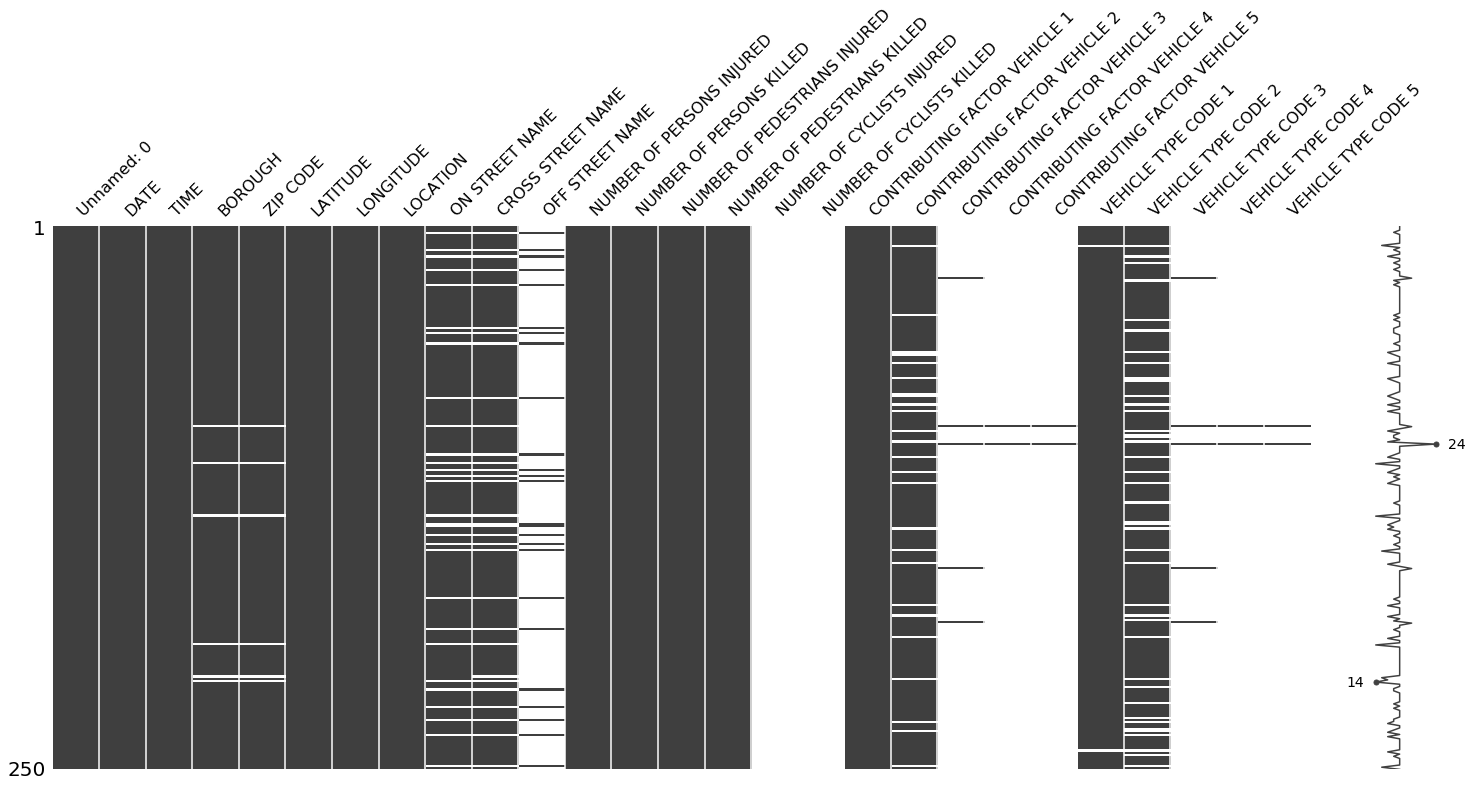 Unnamed: 0
DATE
TIME
BOROUGH
ZIP CODE
LATITUDE
LONGITUDE
LOCATION
ON STREET NAME
CROSS STREET NAME
OFF STREET NAME
NUMBER OF PERSONS INJURED
NUMBER OF PERSONS KILLED
NUMBER OF PEDESTRIANS INJURED
NUMBER OF PEDESTRIANS KILLED
NUMBER OF CYCLISTS INJURED
NUMBER OF CYCLISTS KILLED
CONTRIBUTING FACTOR VEHICLE 1
CONTRIBUTING FACTOR VEHICLE 2
CONTRIBUTING FACTOR VEHICLE 3
CONTRIBUTING FACTOR VEHICLE 4
CONTRIBUTING FACTOR VEHICLE 5
VEHICLE TYPE CODE 1
VEHICLE TYPE CODE 2
VEHICLE TYPE CODE 3
VEHICLE TYPE CODE 4
VEHICLE TYPE CODE 5
1
24
14
250